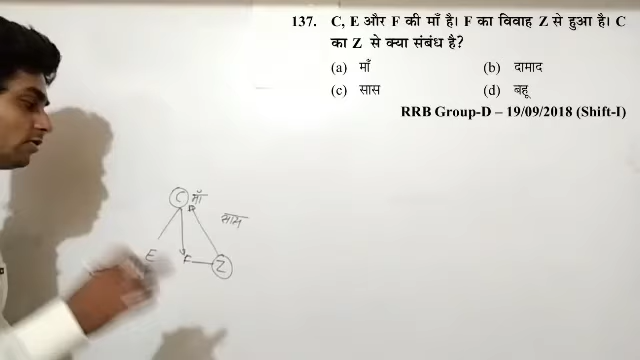 137. C, E और F की माँ है। F का विवाह Z से हुआ है। C
का Z से क्या संबंध है?
(a) माँ (b) दामाद
(c) सास (d) बहू
RRB Group-D – 19/09/2018 (Shift-I)
C माँ
सास
E F Z